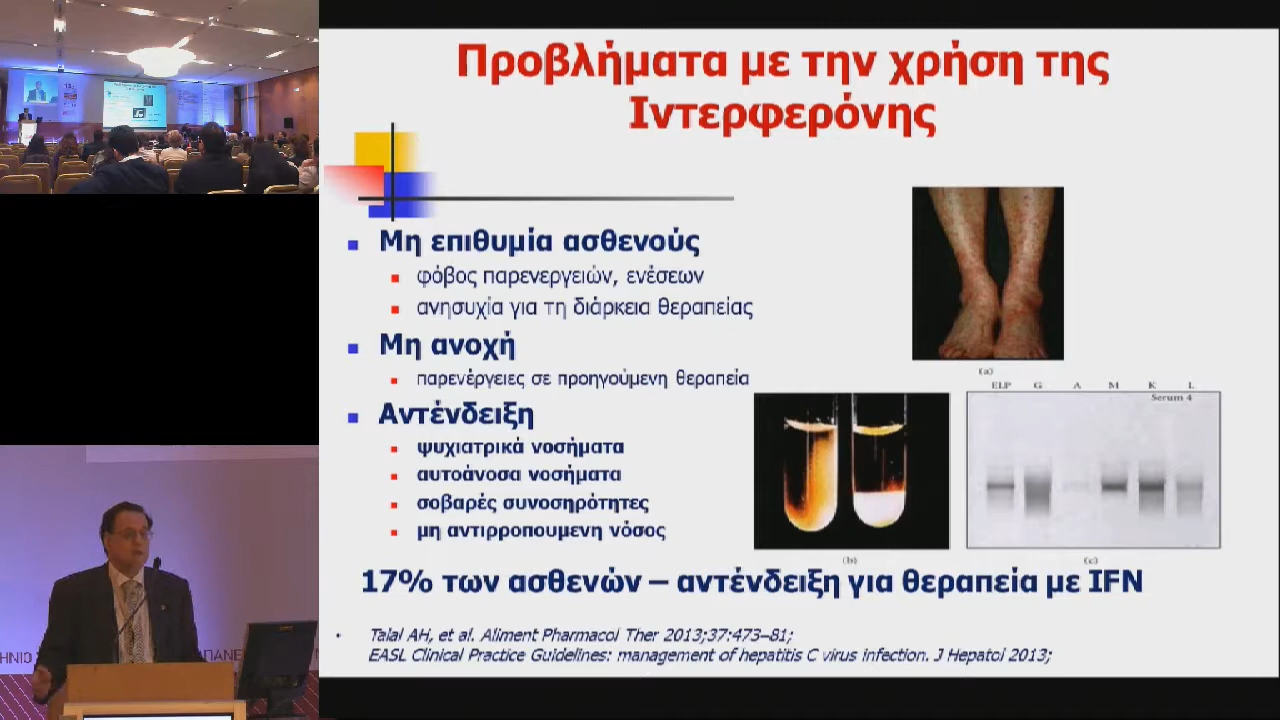 Προβλήματα με την χρήση της
Ιντερφερόνης
Μη επιθυμία ασθενούς
φόβος παρενεργειών, ενέσεων
ανησυχία για τη διάρκεια θεραπείας
Μη ανοχή
παρενέργειες σε προηγούμενη θεραπεία
Αντένδειξη
ψυχιατρικά νοσήματα
αυτοάνοσα νοσήματα
σοβαρές συνοσηρότητες
μη αντιρροπουμενη νόσος
(a)
ELP G A M K L
Serum 4
(b)
(c)
17% των ασθενών – αντένδειξη για θεραπεία με IFN
Talal AH, et al. Aliment Pharmacol Ther 2013;37:473–81;
EASL Clinical Practice Guidelines: management of hepatitis C virus infection. J Hepatol 2013;